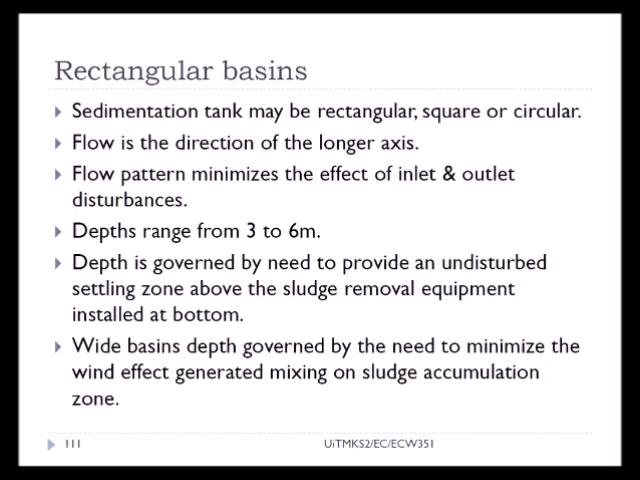 Rectangular basins
Sedimentation tank may be rectangular, square or circular.
Flow is the direction of the longer axis.
Flow pattern minimizes the effect of inlet & outlet
disturbances.
Depths range from 3 to 6m.
Depth is governed by need to provide an undisturbed
settling zone above the sludge removal equipment
installed at bottom.
Wide basins depth governed by the need to minimize the
wind effect generated mixing on sludge accumulation
zone.
111
UiTMKS2/EC/ECW351